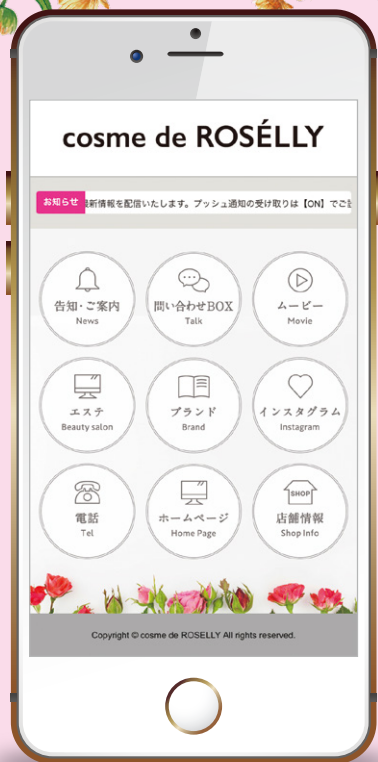 cosme de ROSÉLLY
お知らせ 最新情報を配信いたします。プッシュ通知の受け取りは【ON】でご
告知・ご案内
News
問い合わせBOX
Talk
ムービー
Movie
エステ
Beauty salon
ブランド
Brand
インスタグラム
Instagram
電話
Tel
ホームページ
Home Page
SHOP
店舗情報
Shop Info
Copyright © cosme de ROSELLY All rights reserved.